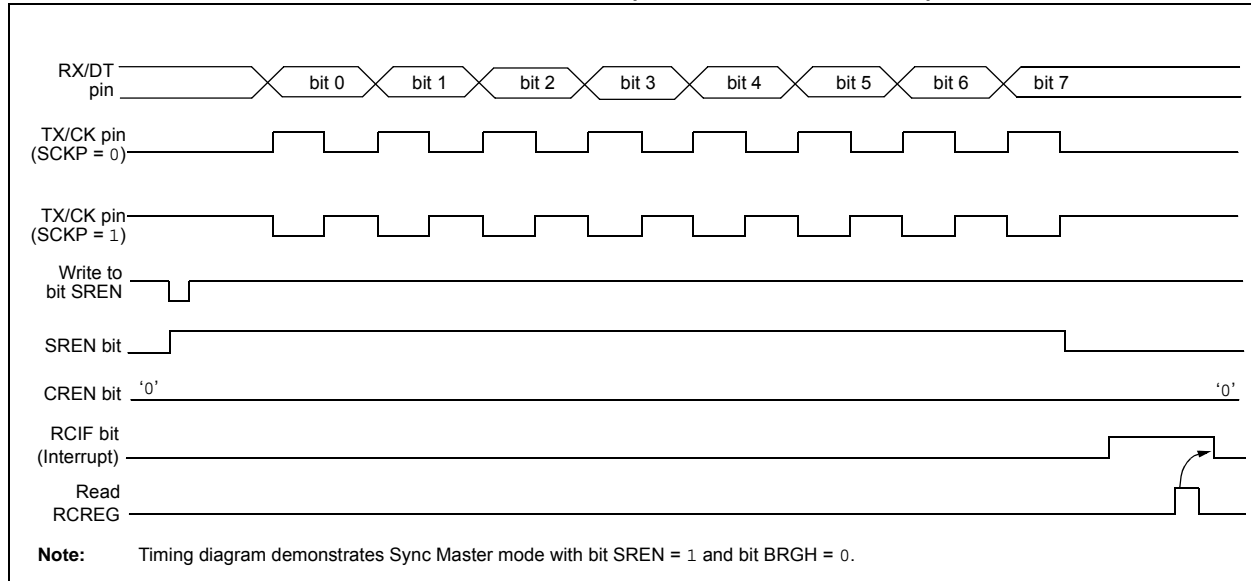 RX/DT
pin
bit 0 bit 1 bit 2 bit 3 bit 4 bit 5 bit 6 bit 7
TX/CK pin
(SCKP = 0)
TX/CK pin
(SCKP = 1)
Write to
bit SREN
SREN bit
CREN bit ‘0’ ‘0’
RCIF bit
(Interrupt)
Read
RCREG
Note: Timing diagram demonstrates Sync Master mode with bit SREN = 1 and bit BRGH = 0.